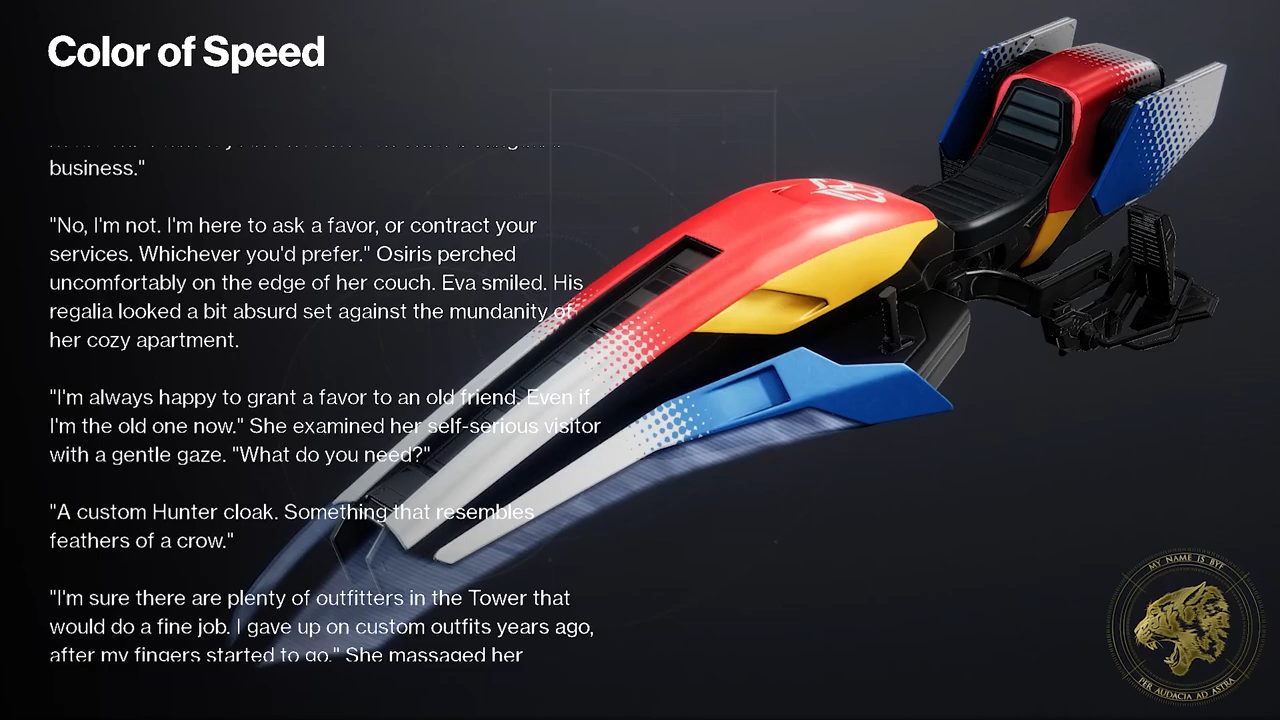 Color of Speed
business."
"No, I'm not. I'm here to ask a favor, or contract your
services. Whichever you'd prefer." Osiris perched
uncomfortably on the edge of her couch. Eva smiled. His
regalia looked a bit absurd set against the mundanity of
her cozy apartment.
"I'm always happy to grant a favor to an old friend. Even if
I'm the old one now." She examined her self-serious visitor
with a gentle gaze. "What do you need?"
"A custom Hunter cloak. Something that resembles
feathers of a crow."
"I'm sure there are plenty of outfitters in the Tower that
would do a fine job. I gave up on custom outfits years ago,
after my fingers started to go." She massaged her
MY NAME IS BYF
PER AUDACIA AD ASTRA